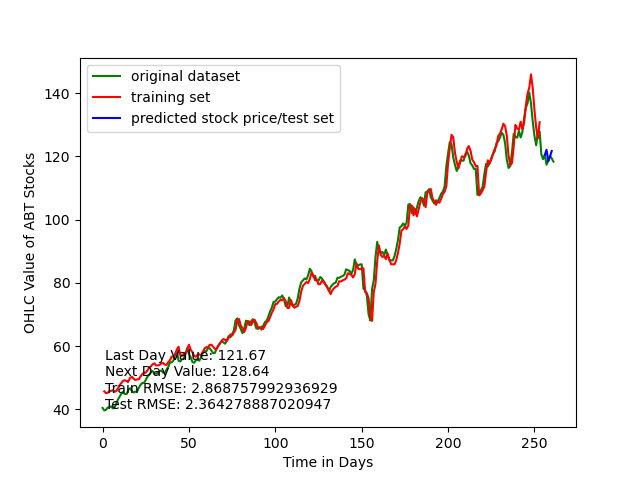 original dataset
training set
predicted stock price/test set
OHLC Value of ABT Stocks
140
120
100
80
60
40
Last Day Value: 121.67
Next Day Value: 128.64
Train RMSE: 2.868757992936929
Test RMSE: 2.364278887020947
0
50
100
150
200
250
Time in Days